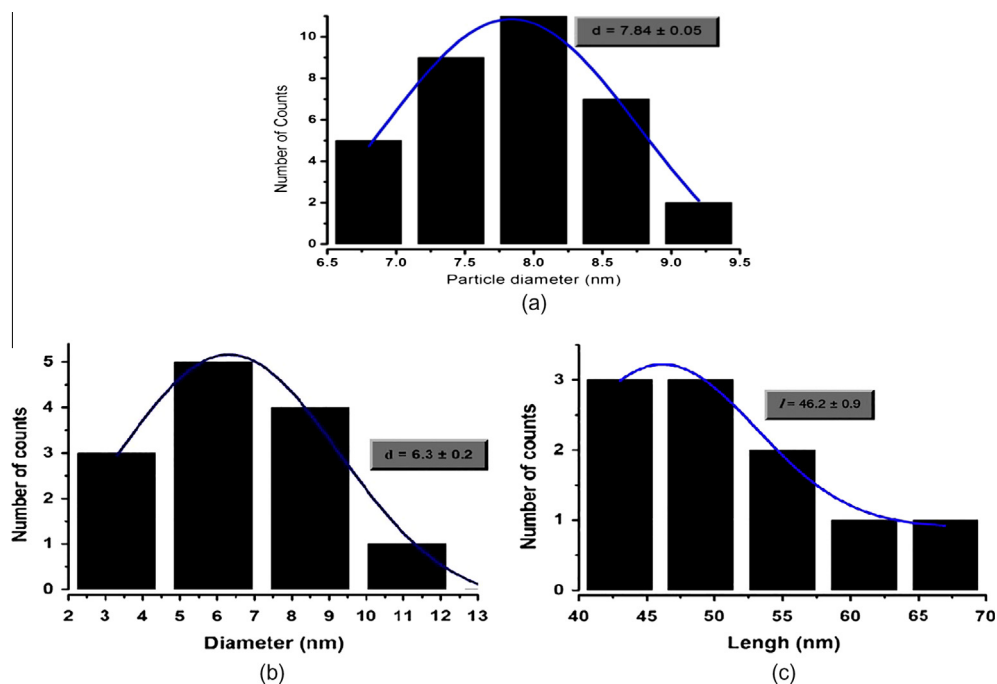 10
8
6
4
2
0
Number of Counts
d = 7.84 ± 0.05
6.5 7.0 7.5 8.0 8.5 9.0 9.5
Particle diameter (nm)
(a)
5
4
3
2
1
0
Number of counts
d = 6.3 ± 0.2
2 3 4 5 6 7 8 9 10 11 12 13
Diameter (nm)
(b)
3
2
1
0
Number of counts
l = 46.2 ± 0.9
40 45 50 55 60 65 70
Lengh (nm)
(c)